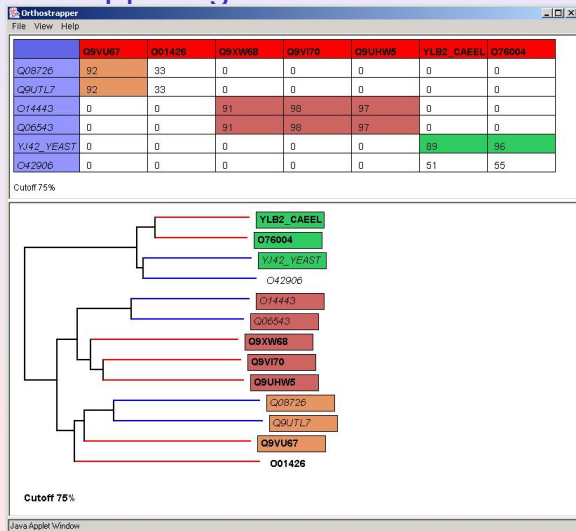 Orthostrapper
File View Help
Q9VU67 O01426 Q9XW68 Q9VI70 Q9UHW5 YLB2_CAEEL O76004
Q08726 92 33 0 0 0 0 0
Q9UTL7 92 33 0 0 0 0 0
O14443 0 0 91 98 97 0 0
Q06543 0 0 91 98 97 0 0
YJ42_YEAST 0 0 0 0 0 89 96
O42906 0 0 0 0 0 51 55
Cutoff 75%
YLB2_CAEEL
O76004
YJ42_YEAST
O42906
O14443
Q06543
Q9XW68
Q9VI70
Q9UHW5
Q08726
Q9UTL7
Q9VU67
O01426
Cutoff 75%
Java Applet Window